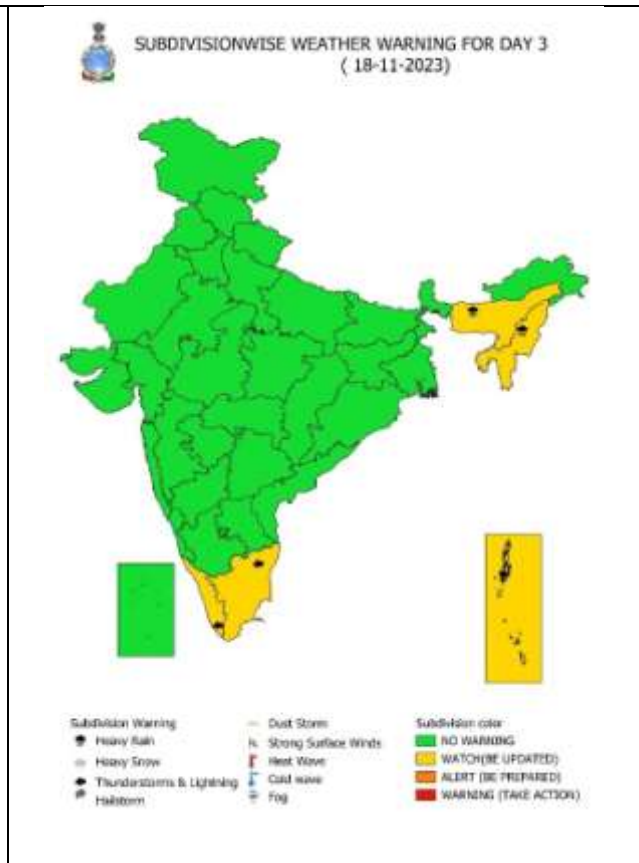 SUBDIVISIONWISE WEATHER WARNING FOR DAY 3
( 18-11-2023)
Subdivision Warning
Heavy Rain
Heavy Snow
Thunderstorms & Lightning
Hailstorm
Dust Storm
Strong Surface Winds
Heat Wave
Cold wave
Fog
Subdivision color
NO WARNING
WATCH(BE UPDATED)
ALERT (BE PREPARED)
WARNING (TAKE ACTION)